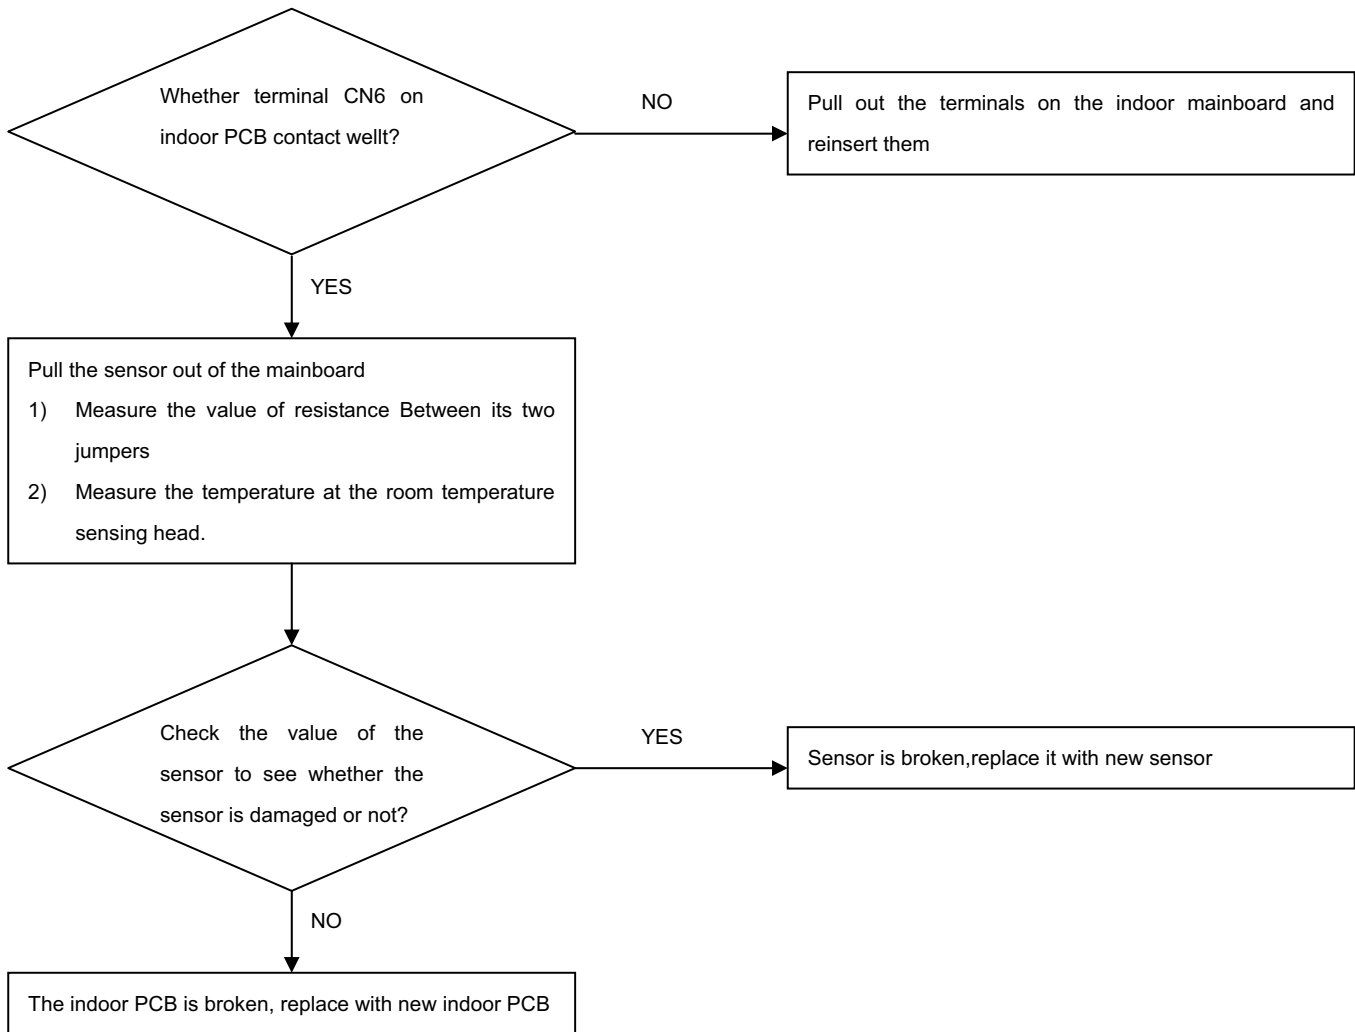 Whether terminal CN6 on
indoor PCB contact wellt?
NO
Pull out the terminals on the indoor mainboard and
reinsert them
YES
Pull the sensor out of the mainboard
1) Measure the value of resistance Between its two
jumpers
2) Measure the temperature at the room temperature
sensing head.
Check the value of the
sensor to see whether the
sensor is damaged or not?
YES
Sensor is broken,replace it with new sensor
NO
The indoor PCB is broken, replace with new indoor PCB